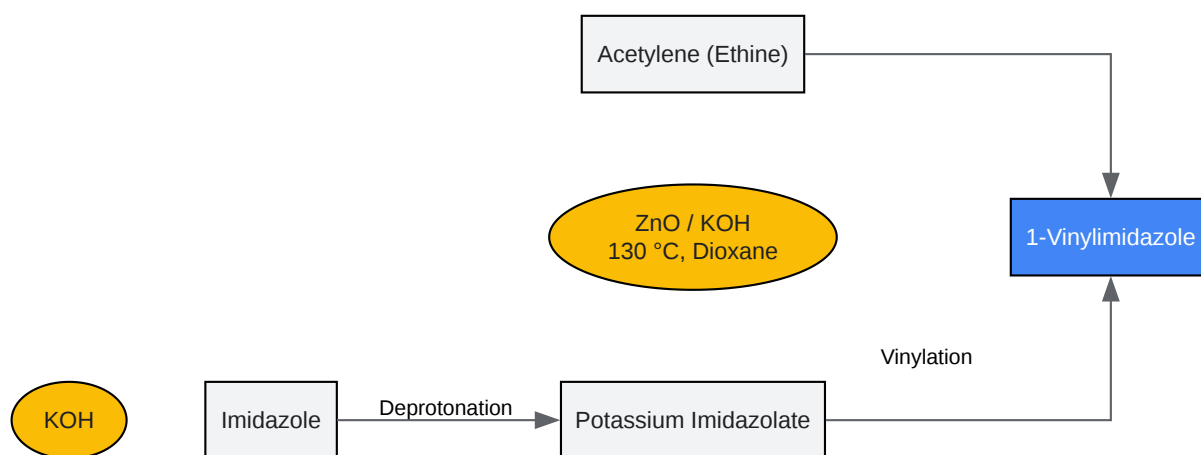 Acetylene (Ethine)
ZnO / KOH
130 °C, Dioxane
1-Vinylimidazole
Vinylation
KOH
Imidazole
Deprotonation
Potassium Imidazolate